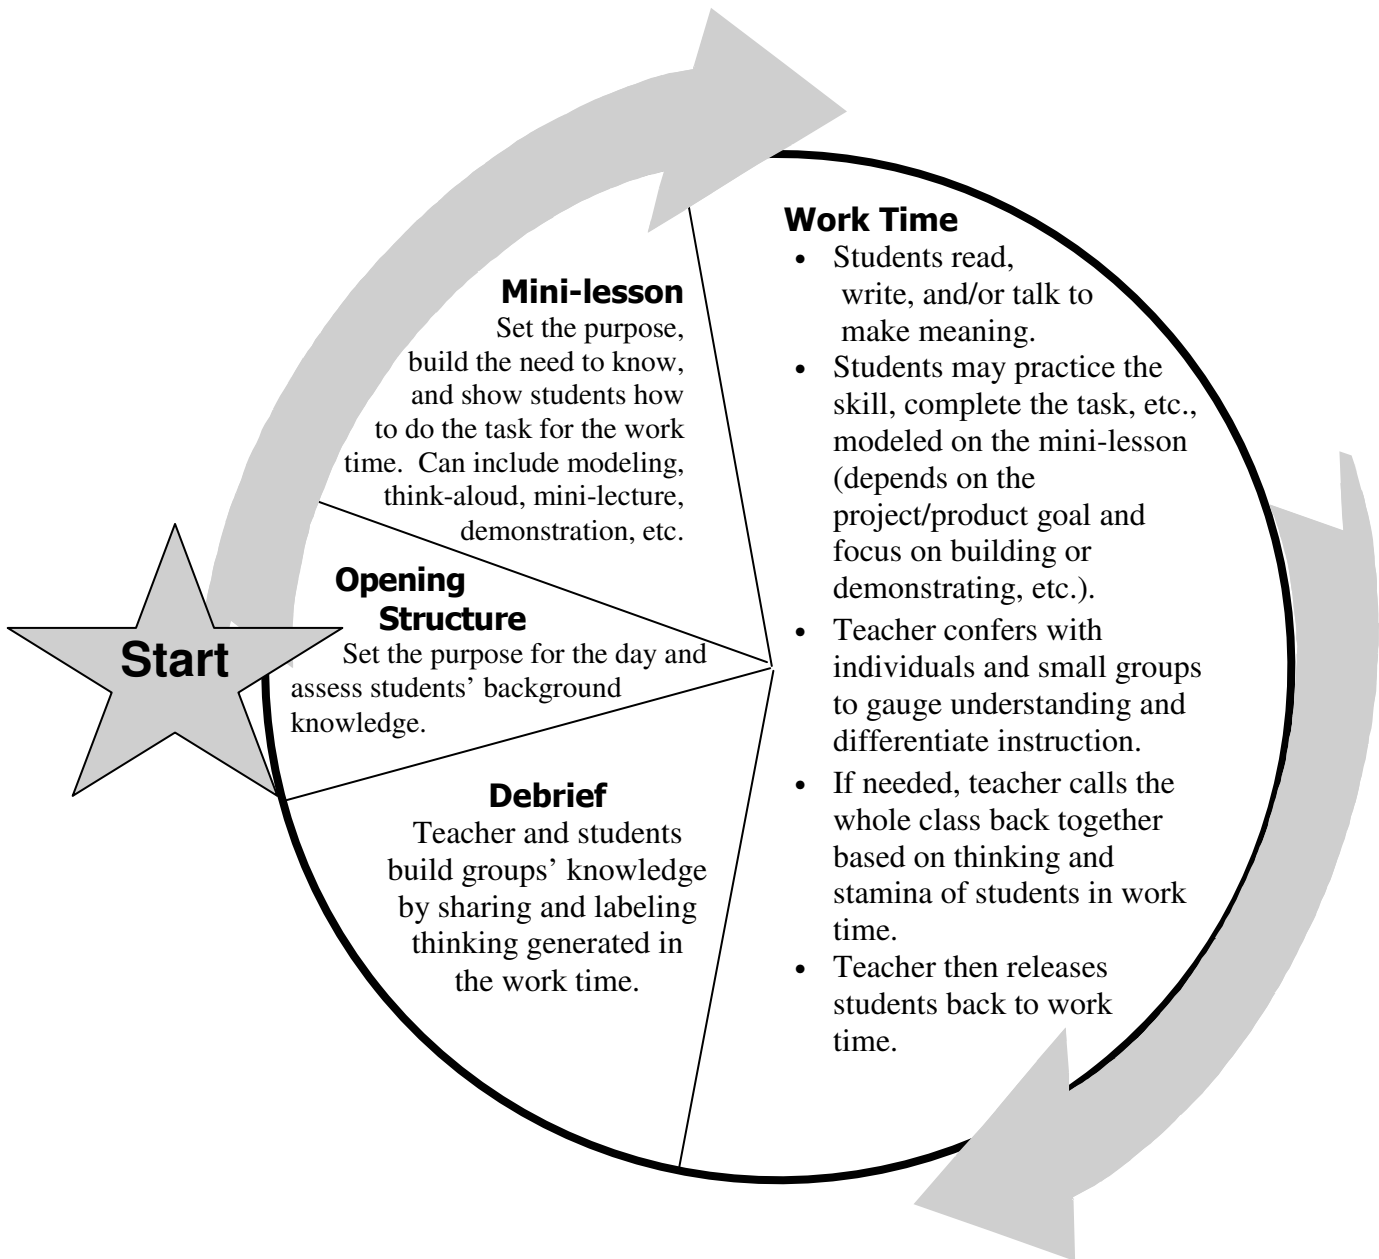 Start
Opening
Structure
Set the purpose for the day and
assess students’ background
knowledge.
Mini-lesson
Set the purpose,
build the need to know,
and show students how
to do the task for the work
time.  Can include modeling,
think-aloud, mini-lecture,
demonstration, etc.
Work Time
• Students read,
write, and/or talk to
make meaning.
• Students may practice the
skill, complete the task, etc.,
modeled on the mini-lesson
(depends on the
project/product goal and
focus on building or
demonstrating, etc.).
• Teacher confers with
individuals and small groups
to gauge understanding and
differentiate instruction.
• If needed, teacher calls the
whole class back together
based on thinking and
stamina of students in work
time.
• Teacher then releases
students back to work
time.
Debrief
Teacher and students
build groups’ knowledge
by sharing and labeling
thinking generated in
the work time.